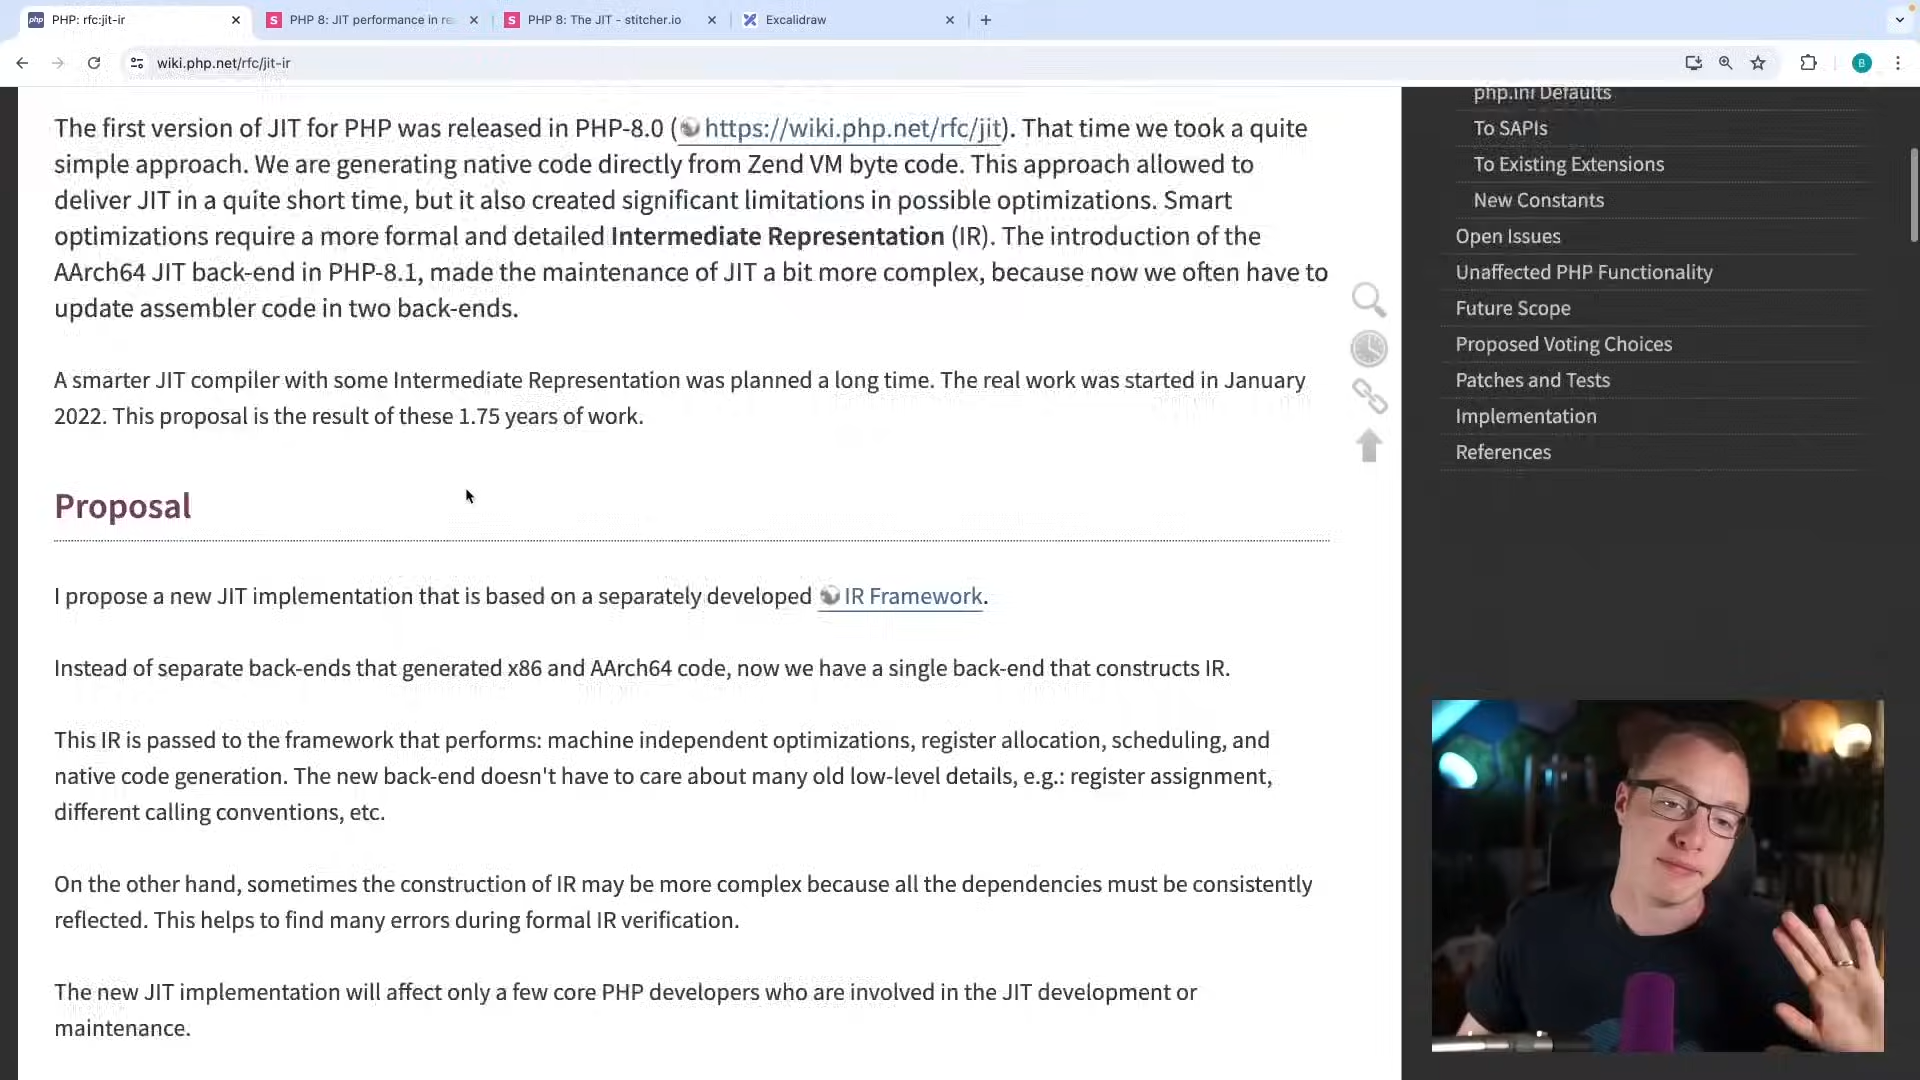 PHP: rfc:jit-ir
PHP 8: JIT performance in re
PHP 8: The JIT - stitcher.io
Excalidraw
wiki.php.net/rfc/jit-ir
B
The first version of JIT for PHP was released in PHP-8.0 (https://wiki.php.net/rfc/jit). That time we took a quite
simple approach. We are generating native code directly from Zend VM byte code. This approach allowed to
deliver JIT in a quite short time, but it also created significant limitations in possible optimizations. Smart
optimizations require a more formal and detailed Intermediate Representation (IR). The introduction of the
AArch64 JIT back-end in PHP-8.1, made the maintenance of JIT a bit more complex, because now we often have to
update assembler code in two back-ends.
A smarter JIT compiler with some Intermediate Representation was planned a long time. The real work was started in January
2022. This proposal is the result of these 1.75 years of work.
Proposal
I propose a new JIT implementation that is based on a separately developed IR Framework.
Instead of separate back-ends that generated x86 and AArch64 code, now we have a single back-end that constructs IR.
This IR is passed to the framework that performs: machine independent optimizations, register allocation, scheduling, and
native code generation. The new back-end doesn't have to care about many old low-level details, e.g.: register assignment,
different calling conventions, etc.
On the other hand, sometimes the construction of IR may be more complex because all the dependencies must be consistently
reflected. This helps to find many errors during formal IR verification.
The new JIT implementation will affect only a few core PHP developers who are involved in the JIT development or
maintenance.
php.ini Defaults
To SAPIs
To Existing Extensions
New Constants
Open Issues
Unaffected PHP Functionality
Future Scope
Proposed Voting Choices
Patches and Tests
Implementation
References